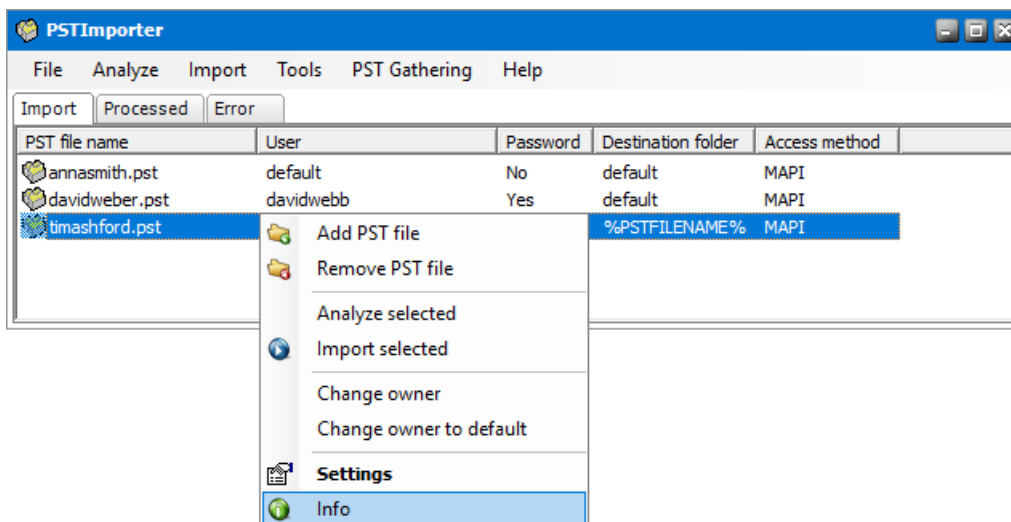 PSTImporter
File Analyze Import Tools PST Gathering Help
Import Processed Error
PST file name User Password Destination folder Access method
annasmith.pst default No default MAPI
davidweber.pst davidwebb Yes default MAPI
timashford.pst %PSTFILENAME% MAPI
Add PST file
Remove PST file
Analyze selected
Import selected
Change owner
Change owner to default
Settings
Info